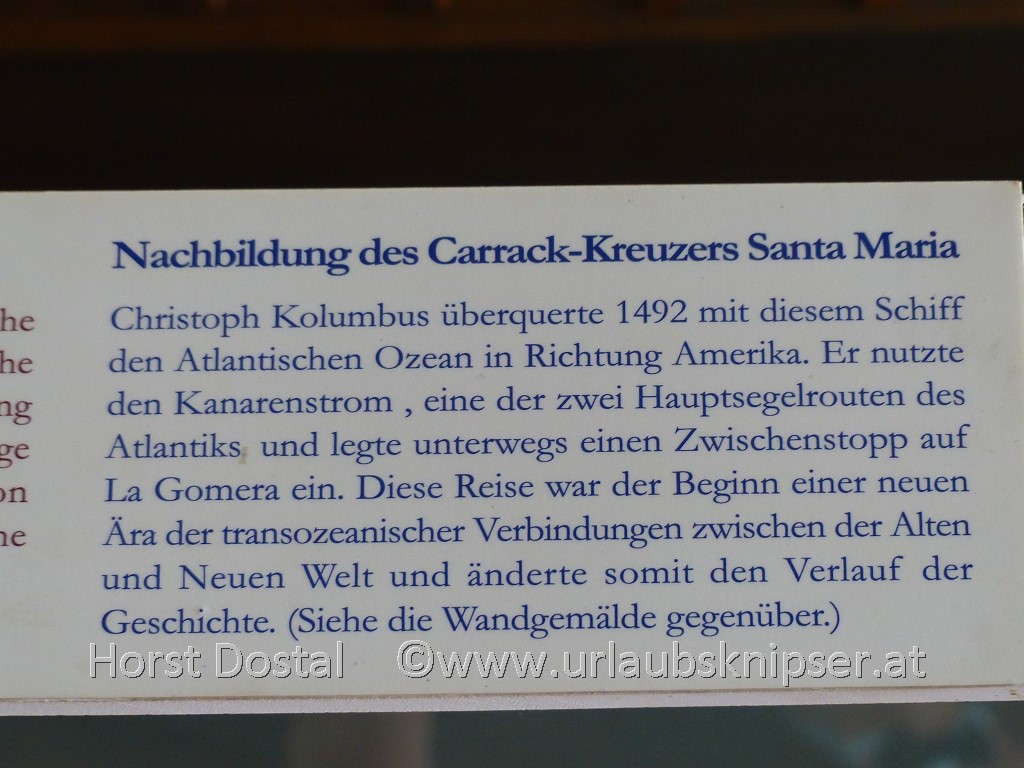 Nachbildung des Carrack-Kreuzers Santa Maria
Christoph Kolumbus überquerte 1492 mit diesem Schiff
den Atlantischen Ozean in Richtung Amerika. Er nutzte
den Kanarenstrom , eine der zwei Hauptsegelrouten des
Atlantiks, und legte unterwegs einen Zwischenstopp auf
La Gomera ein. Diese Reise war der Beginn einer neuen
Ära der transozeanischer Verbindungen zwischen der Alten
und Neuen Welt und änderte somit den Verlauf der
Geschichte. (Siehe die Wandgemälde gegenüber.)
Horst Dostal ©www.urlaubsknipser.at